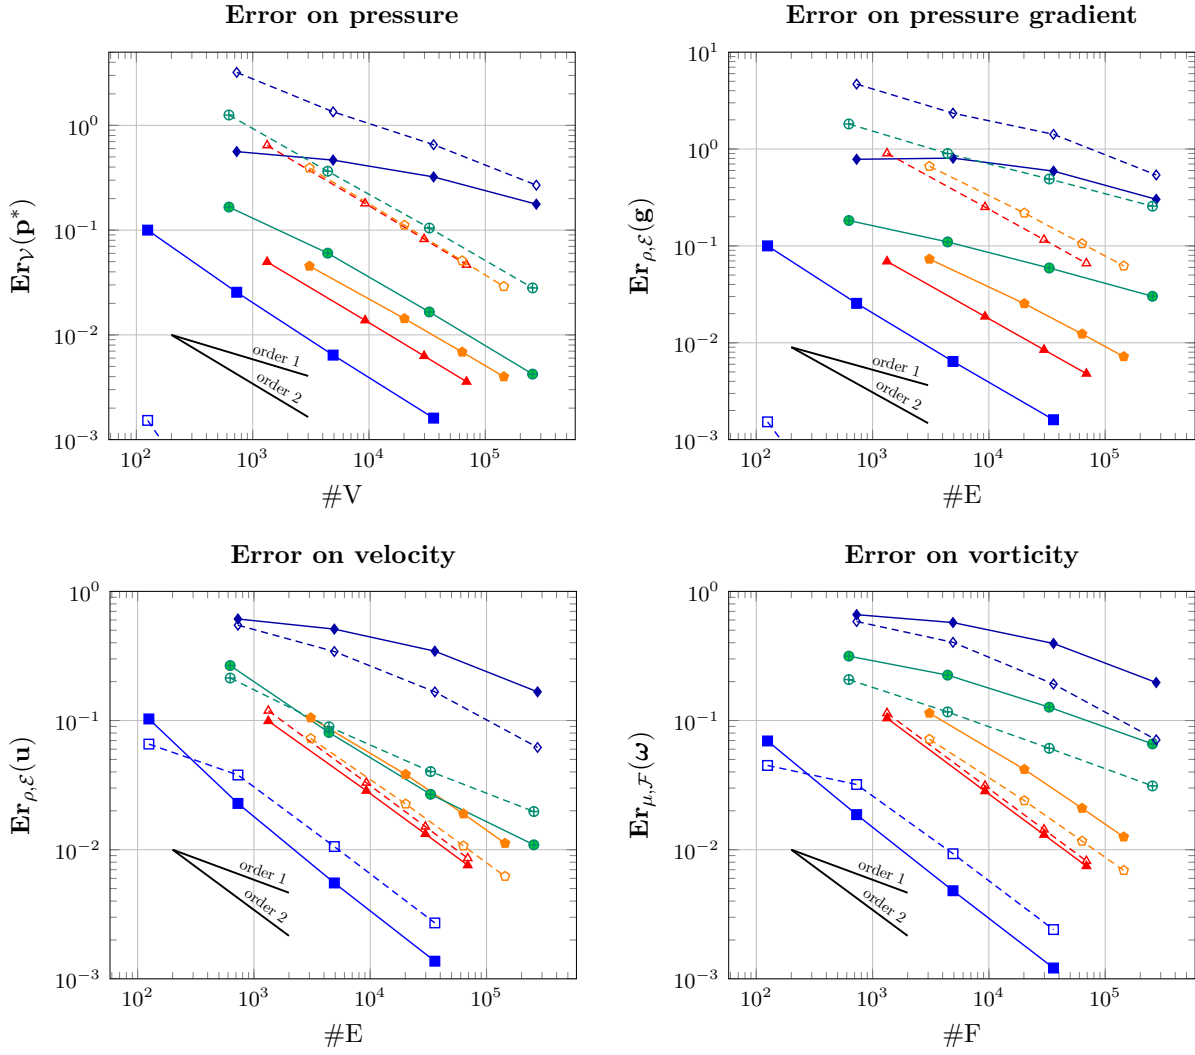 Error on pressure
Er_𝒱(p*)
10^0
10^−1
10^−2
10^−3
order 1
order 2
10^2 10^3 10^4 10^5
#V
Error on pressure gradient
Er_ρ,ℰ(g)
10^1
10^0
10^−1
10^−2
10^−3
order 1
order 2
10^2 10^3 10^4 10^5
#E
Error on velocity
Er_ρ,ℰ(u)
10^0
10^−1
10^−2
10^−3
order 1
order 2
10^2 10^3 10^4 10^5
#E
Error on vorticity
Er_μ,ℱ(ω)
10^0
10^−1
10^−2
10^−3
order 1
order 2
10^2 10^3 10^4 10^5
#F